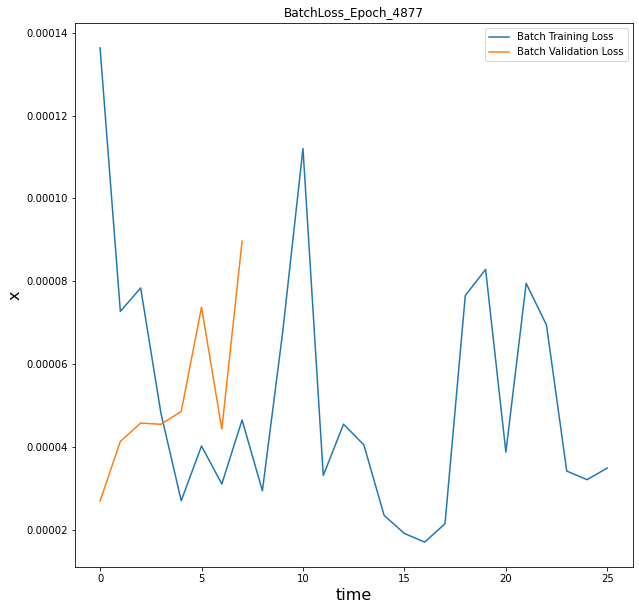 BatchLoss_Epoch_4877
Batch Training Loss
Batch Validation Loss
0.00014
0.00012
0.00010
0.00008
0.00006
0.00004
0.00002
x
0
5
10
15
20
25
time